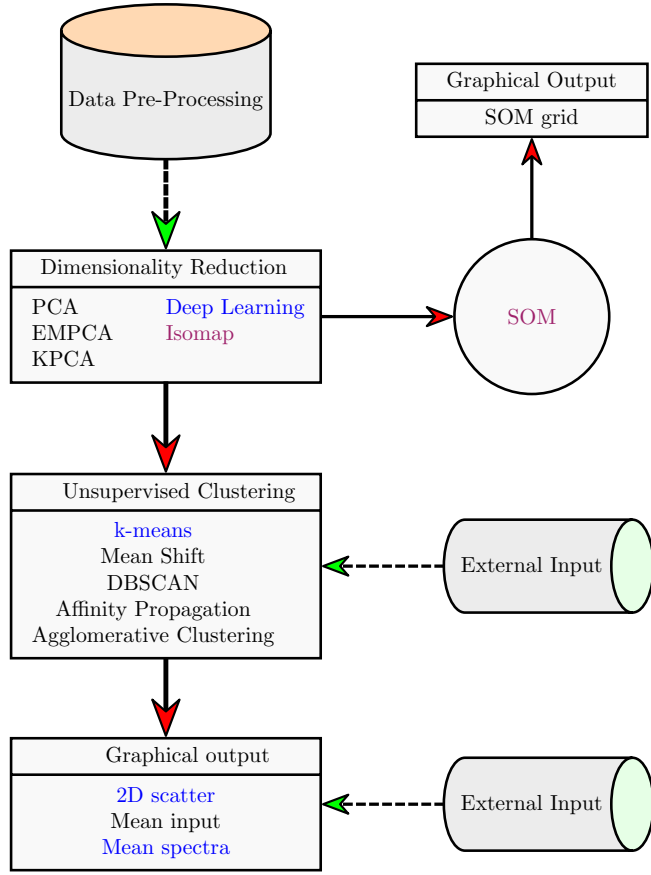 Data Pre-Processing
Graphical Output
SOM grid
Dimensionality Reduction
PCA Deep Learning
EMPCA Isomap
KPCA
SOM
Unsupervised Clustering
k-means
Mean Shift
DBSCAN
Affinity Propagation
Agglomerative Clustering
External Input
Graphical output
2D scatter
Mean input
Mean spectra
External Input